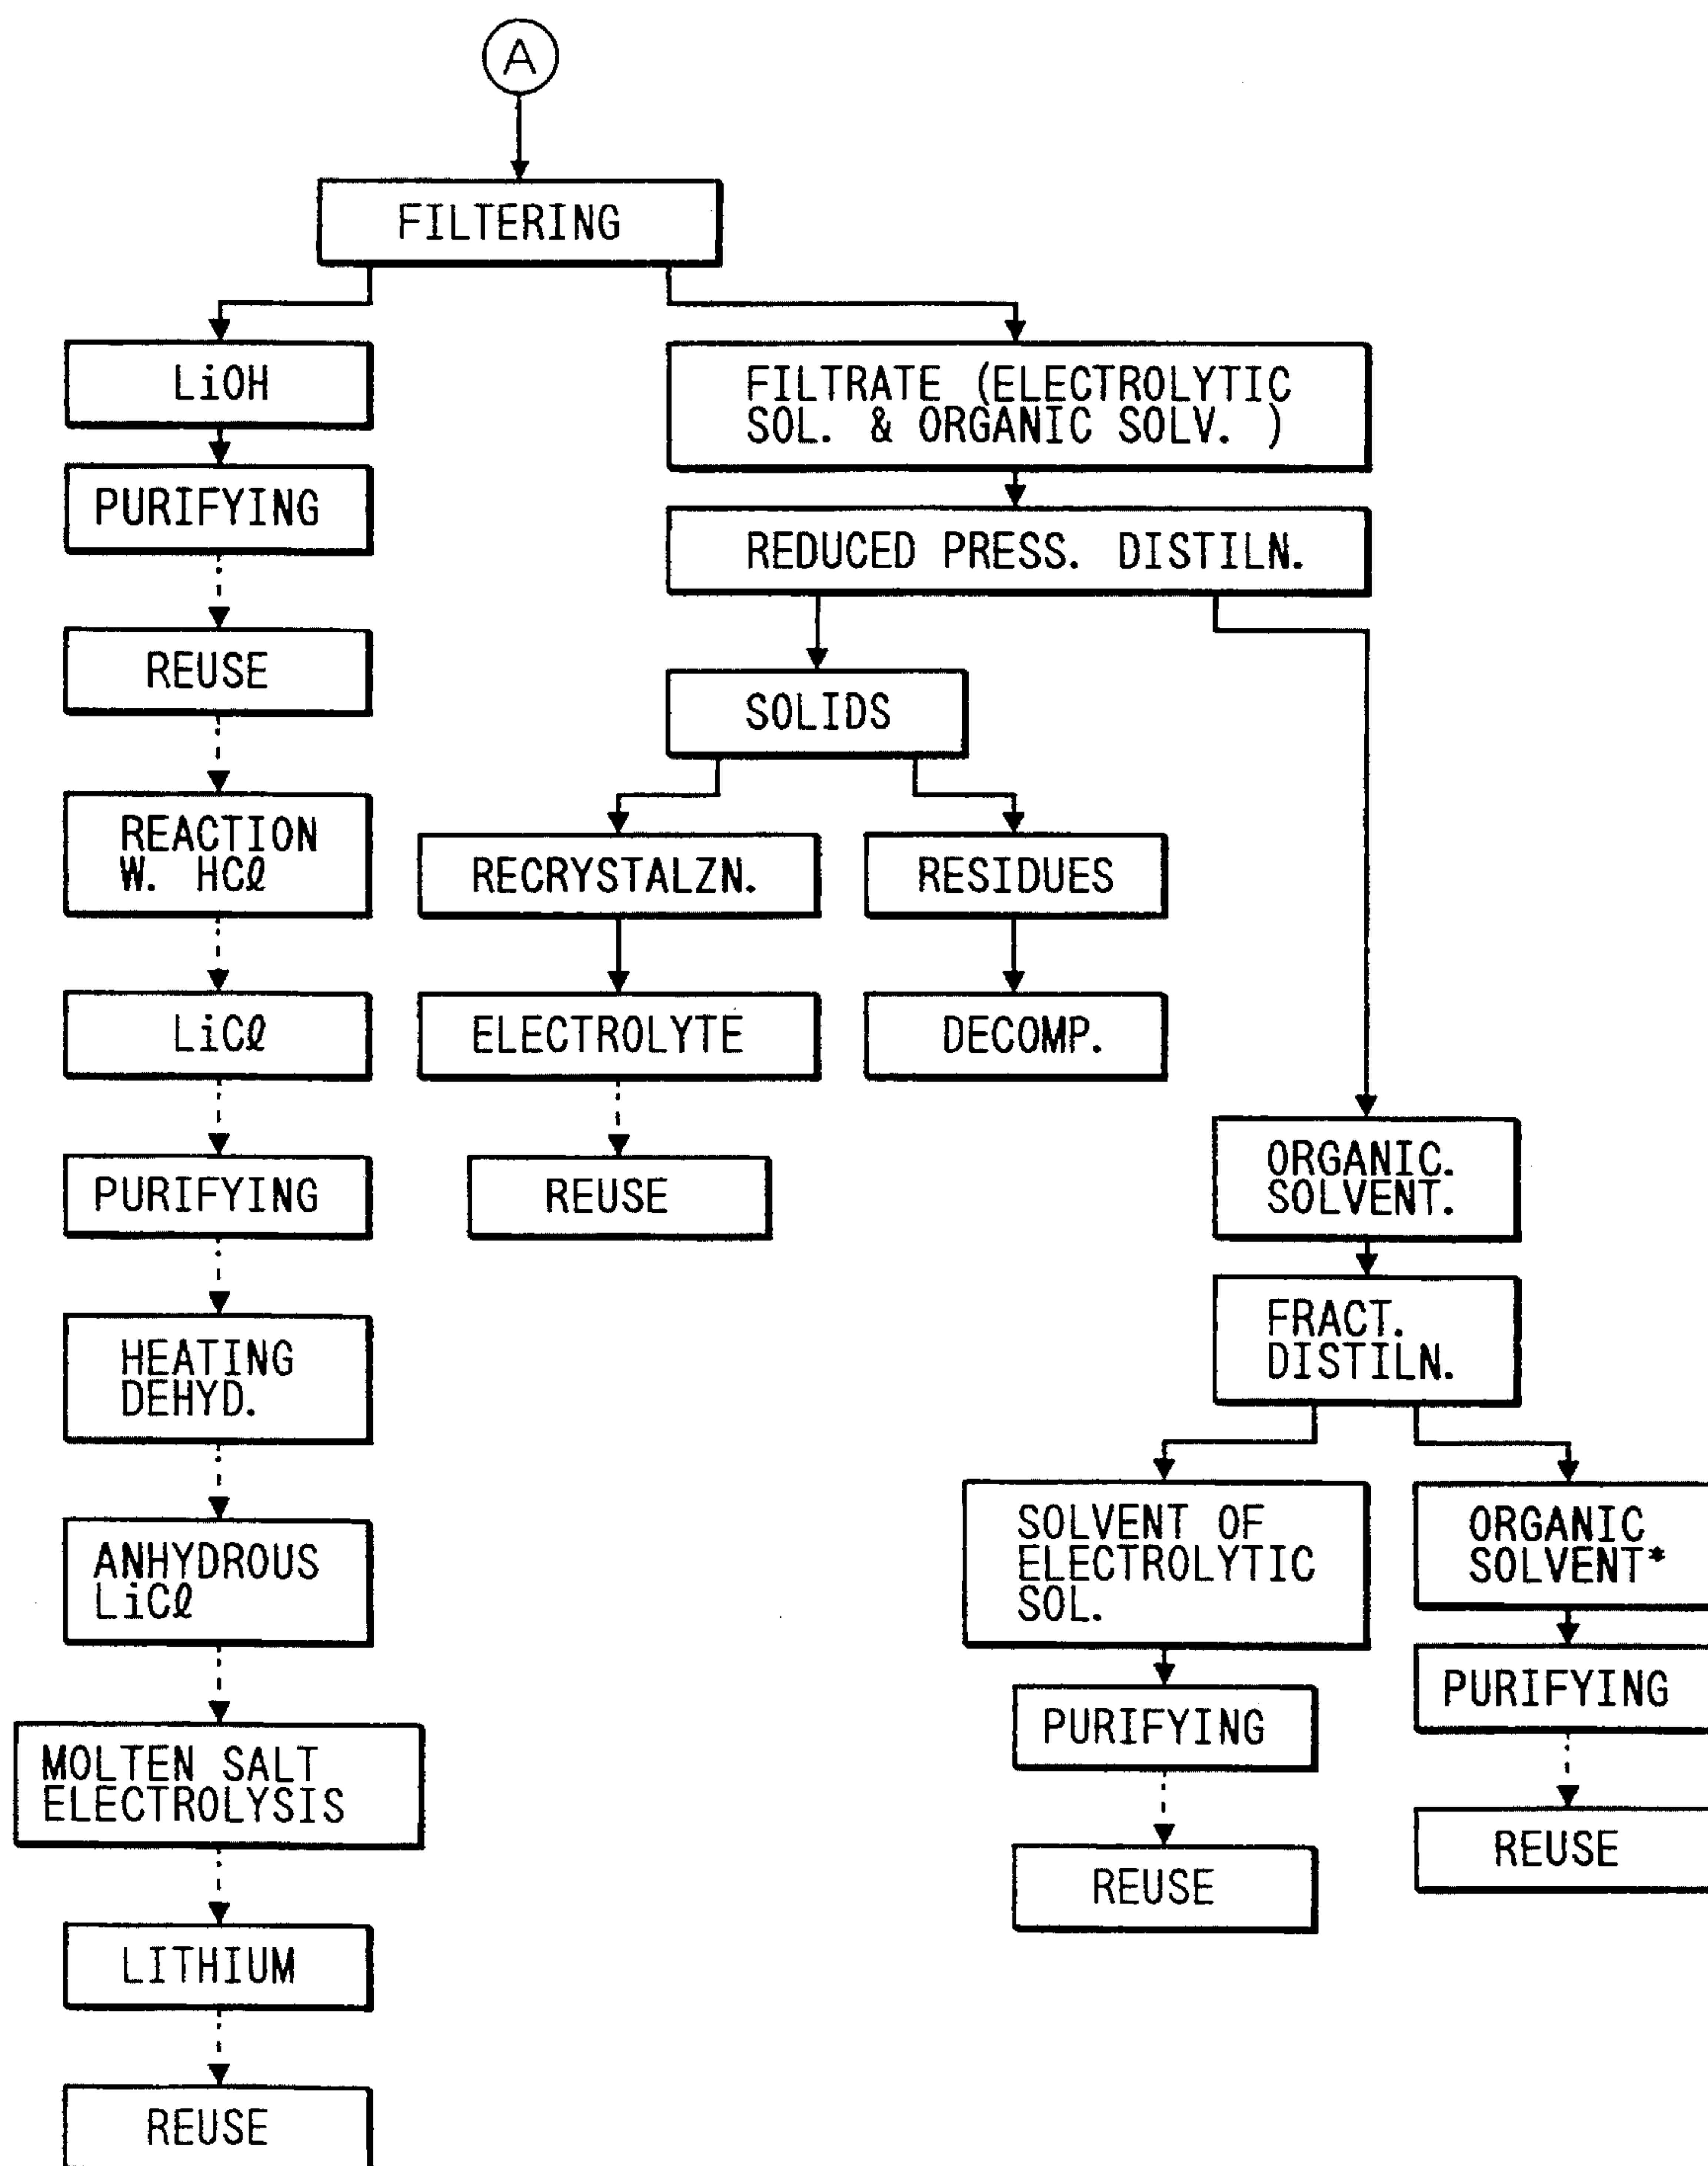 A
FILTERING
LiOH
PURIFYING
REUSE
REACTION
W. HCℓ
LiCℓ
PURIFYING
HEATING
DEHYD.
ANHYDROUS
LiCℓ
MOLTEN SALT
ELECTROLYSIS
LITHIUM
REUSE
FILTRATE (ELECTROLYTIC
SOL. & ORGANIC SOLV. )
REDUCED PRESS. DISTILN.
SOLIDS
RECRYSTALZN.
ELECTROLYTE
REUSE
RESIDUES
DECOMP.
ORGANIC.
SOLVENT.
FRACT.
DISTILN.
SOLVENT OF
ELECTROLYTIC
SOL.
PURIFYING
REUSE
ORGANIC
SOLVENT*
PURIFYING
REUSE